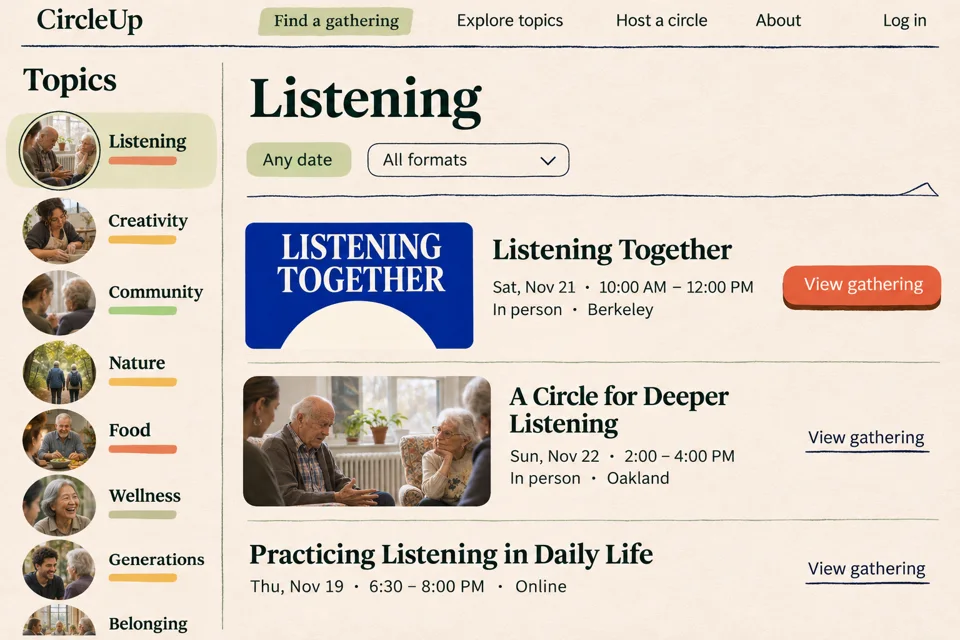 CircleUp
Find a gathering
Explore topics
Host a circle
About
Log in
Topics
Listening
Creativity
Community
Nature
Food
Wellness
Generations
Belonging
Listening
Any date
All formats
LISTENING
TOGETHER
Listening Together
Sat, Nov 21 • 10:00 AM – 12:00 PM
In person • Berkeley
View gathering
A Circle for Deeper
Listening
Sun, Nov 22 • 2:00 – 4:00 PM
In person • Oakland
View gathering
Practicing Listening in Daily Life
Thu, Nov 19 • 6:30 – 8:00 PM • Online
View gathering